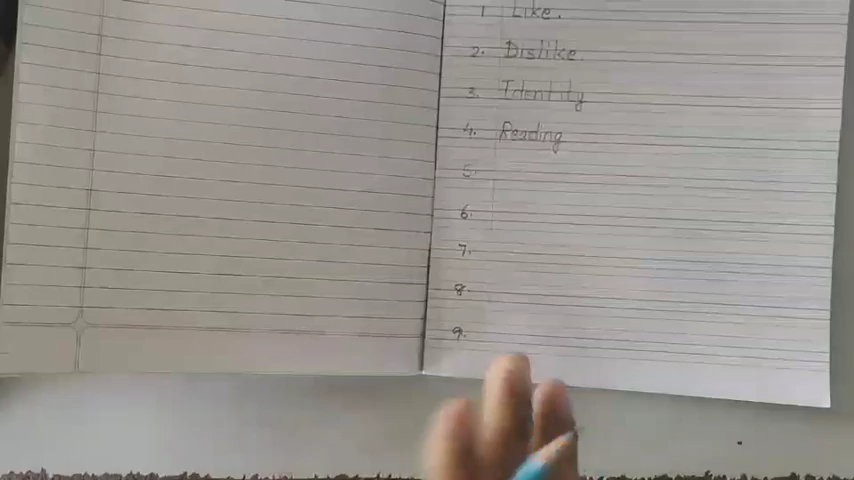 1 Like.
2. Dislike.
3. Identity
4. Reading
5.
6.
7.
8.
9.